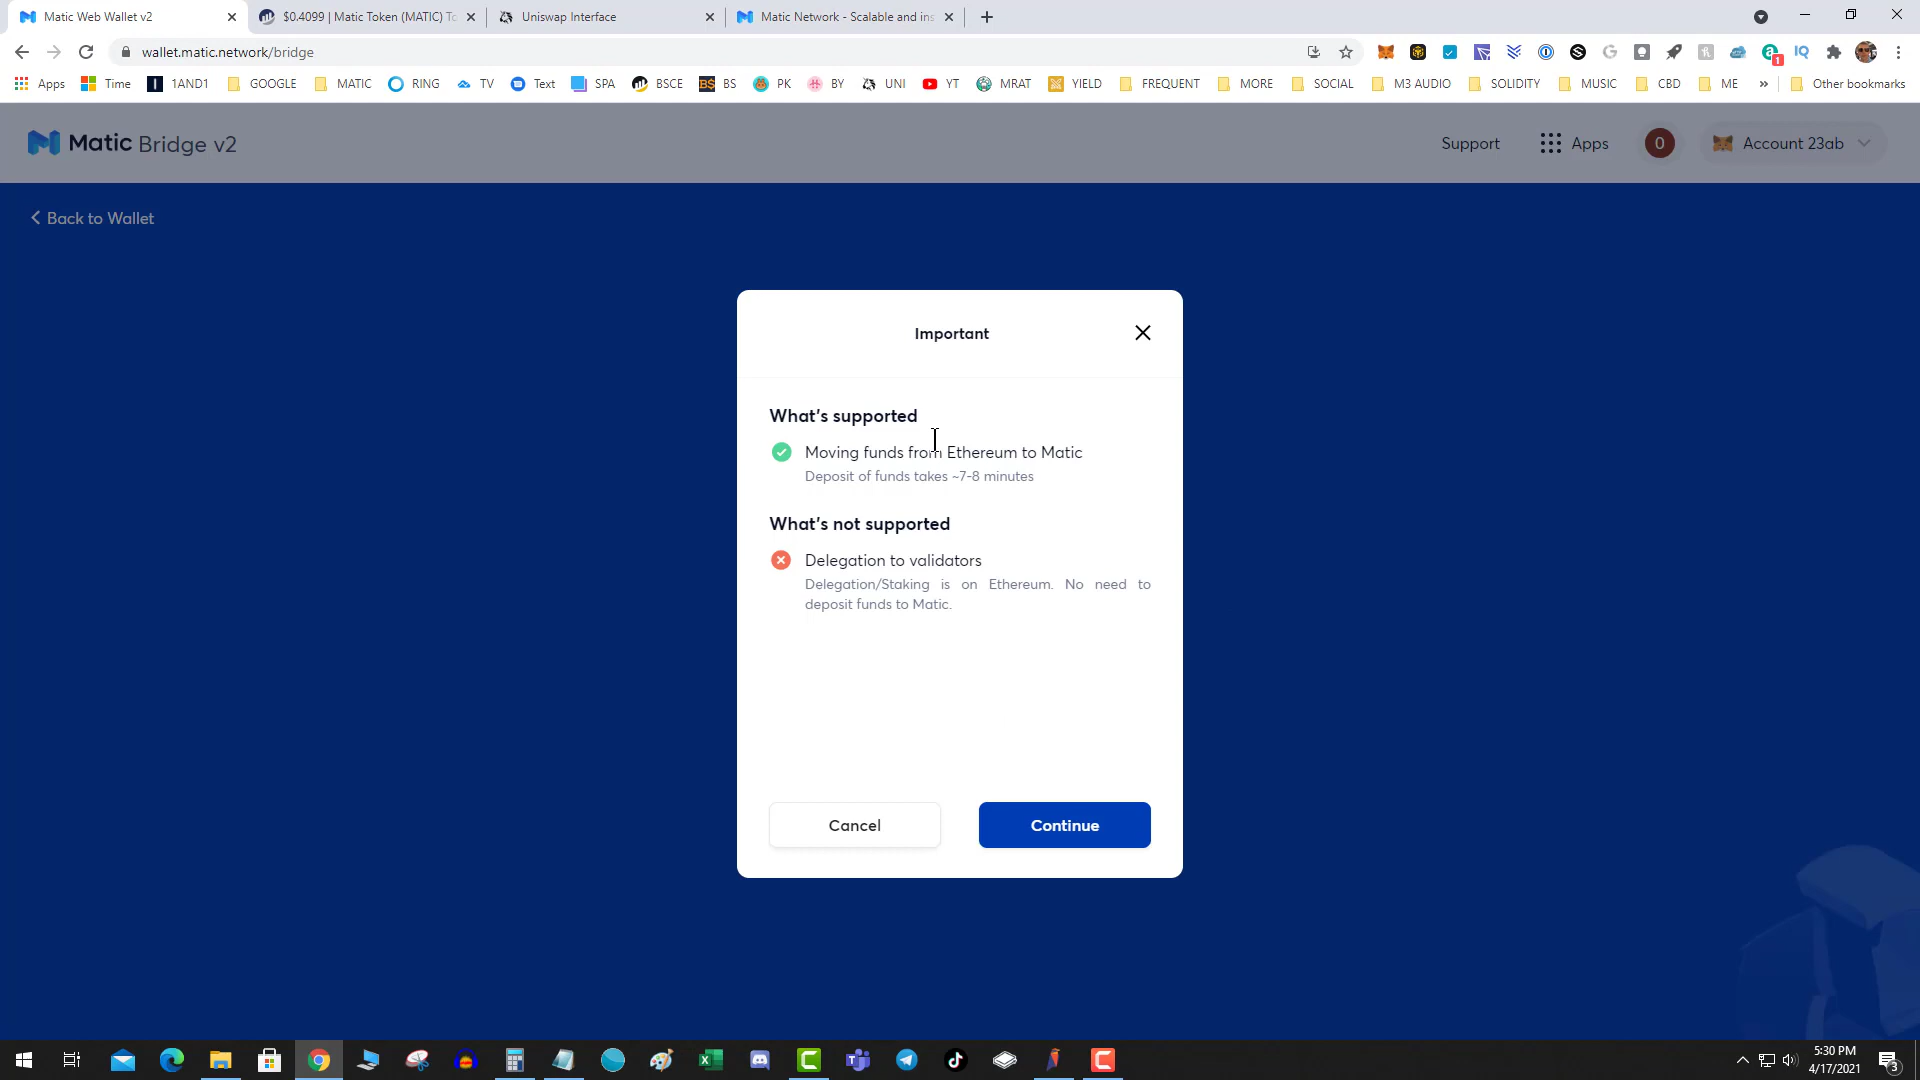 Matic Web Wallet v2
$0.4099 | Matic Token (MATIC) To
Uniswap Interface
Matic Network - Scalable and ins
wallet.matic.network/bridge
1
Apps
Time
1AND1
GOOGLE
MATIC
RING
TV
Text
SPA
BSCE
BS
PK
BY
UNI
YT
MRAT
YIELD
FREQUENT
MORE
SOCIAL
M3 AUDIO
SOLIDITY
MUSIC
CBD
ME
»
Other bookmarks
Matic Bridge v2
Support
Apps
0
Account 23ab
Back to Wallet
Important
What's supported
Moving funds from Ethereum to Matic
Deposit of funds takes ~7-8 minutes
What's not supported
Delegation to validators
Delegation/Staking is on Ethereum. No need to
deposit funds to Matic.
Cancel
Continue
5:30 PM
4/17/2021
3